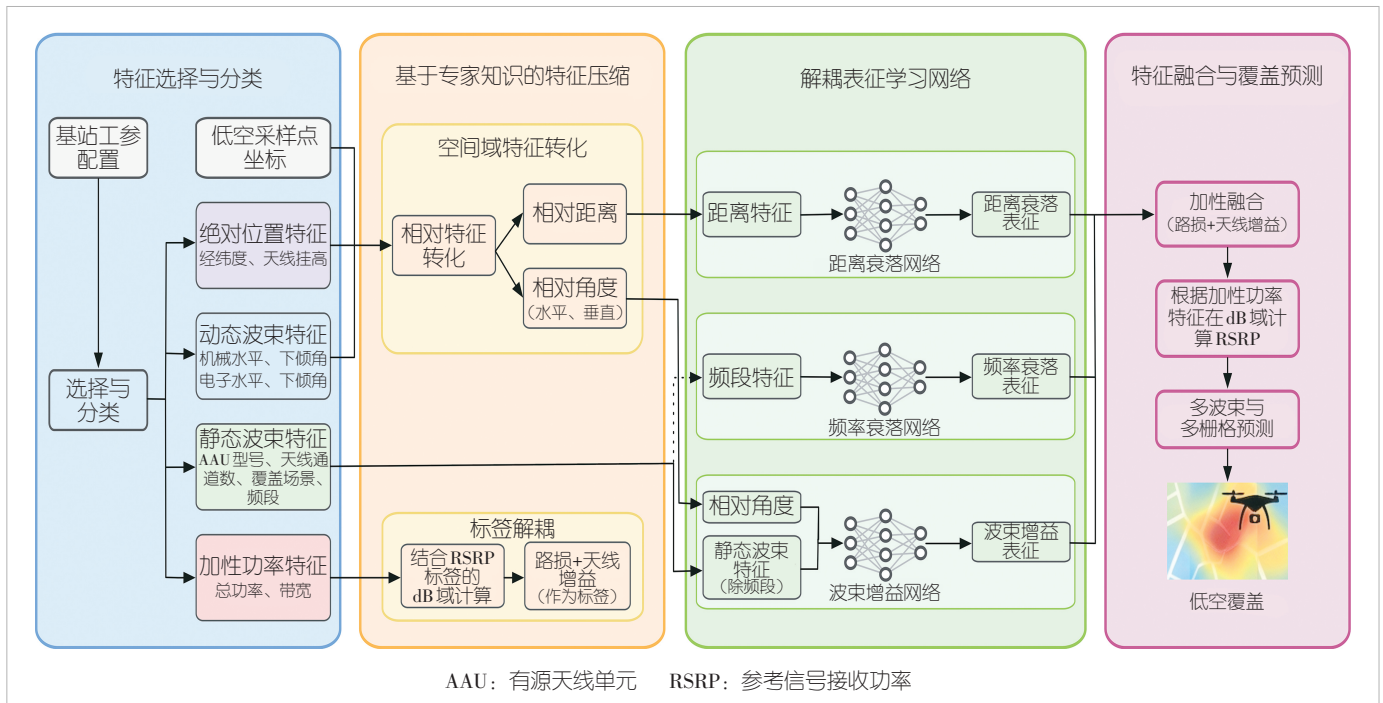 特征选择与分类
基站工参
配置
低空采样点
坐标
绝对位置特征
经纬度、天线挂高
动态波束特征
机械水平、下倾角
电子水平、下倾角
选择与
分类
静态波束特征
AAU型号、天线通
道数、覆盖场景、
频段
加性功率特征
总功率、带宽
基于专家知识的特征压缩
空间域特征转化
相对特征
转化
相对距离
相对角度
（水平、垂直）
标签解耦
结合RSRP
标签的
dB域计算
路损+天线
增益
（作为标签）
解耦表征学习网络
距离特征
距离衰落网络
距离衰落
表征
频段特征
频率衰落网络
频率衰落
表征
相对角度
静态波束
特征
（除频段）
波束增益网络
波束增益
表征
特征融合与覆盖预测
加性融合
（路损+天线增益）
根据加性功率
特征在dB域计
算RSRP
多波束与
多栅格预测
低空覆盖
AAU：有源天线单元 RSRP：参考信号接收功率